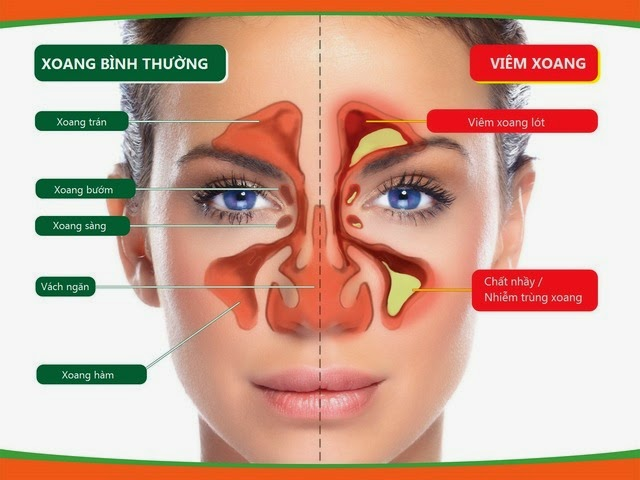 XOANG BÌNH THƯỜNG
VIÊM XOANG
Xoang trán
Viêm xoang lót
Xoang bướm
Xoang sàng
Vách ngăn
Chất nhầy /
Nhiễm trùng xoang
Xoang hàm